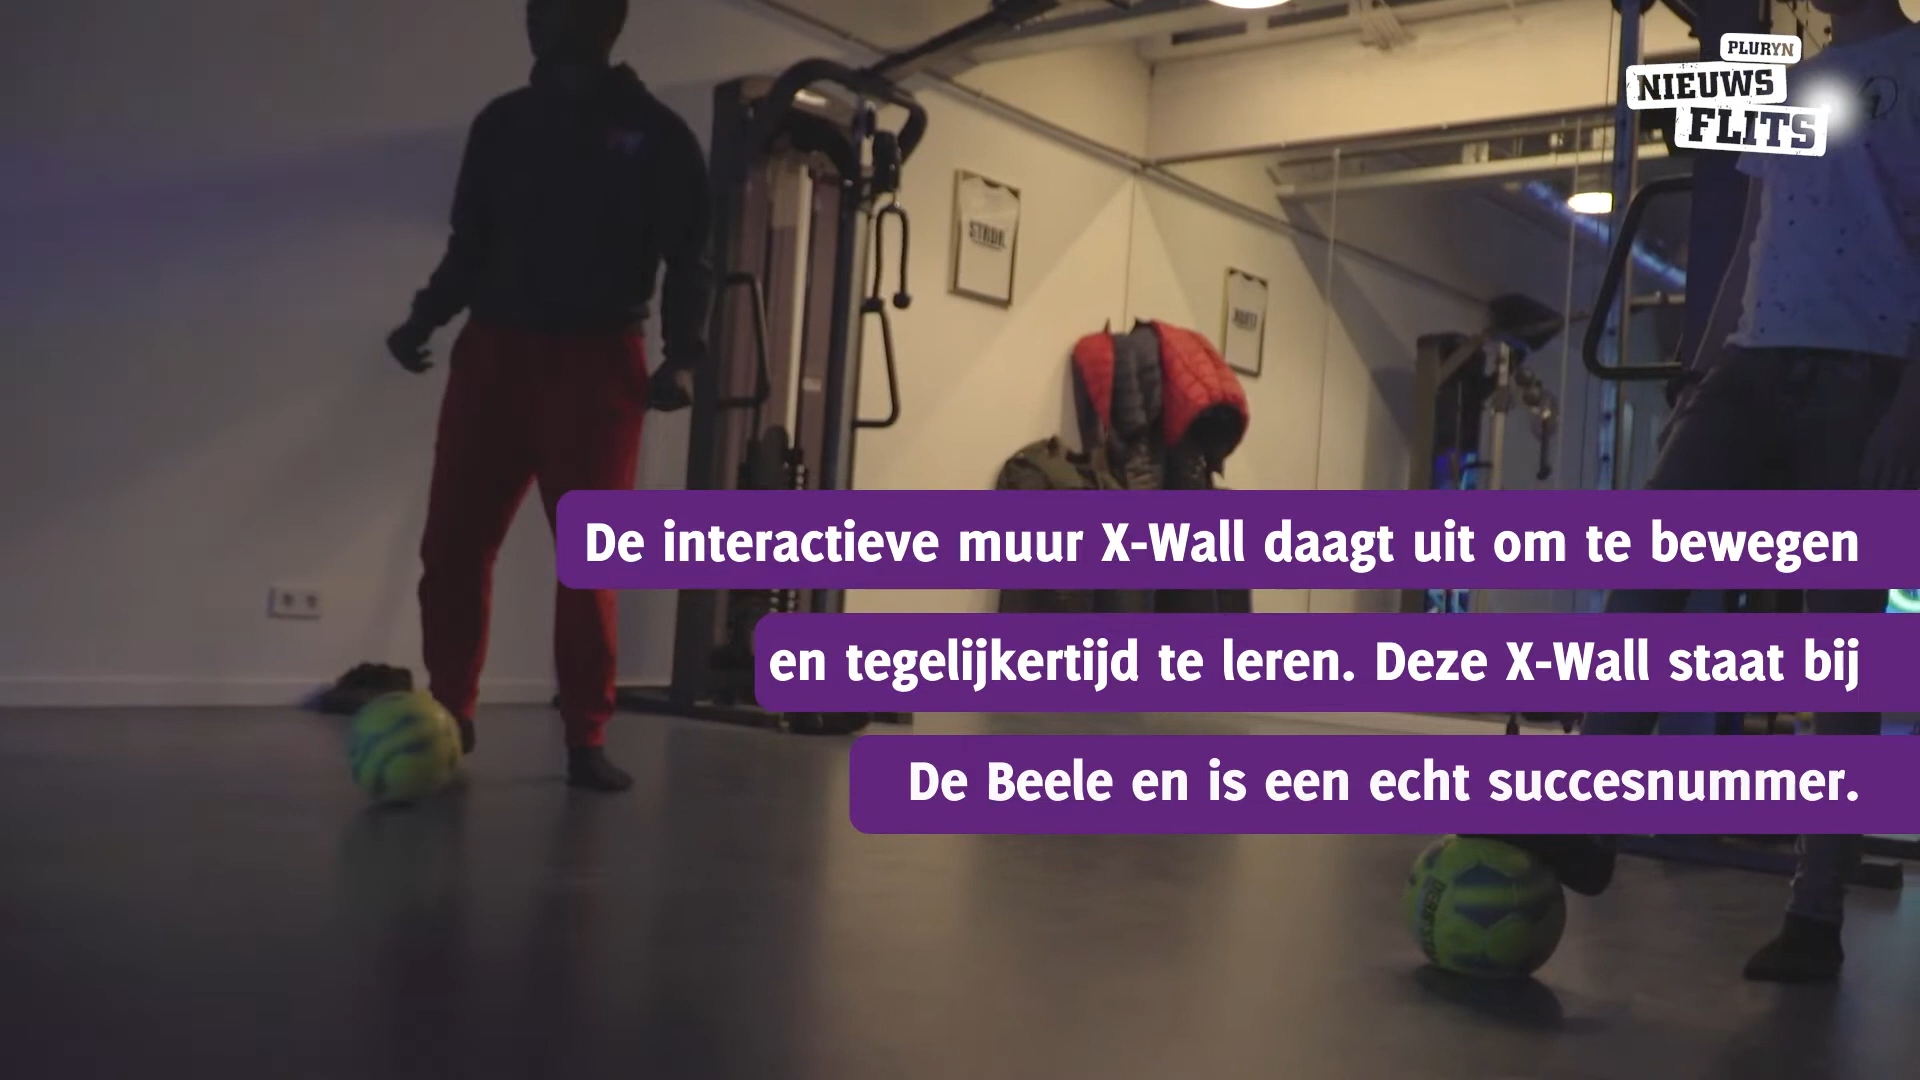 PLURYN
NIEUWS
FLITS
STRDR.
De interactieve muur X-Wall daagt uit om te bewegen
en tegelijkertijd te leren. Deze X-Wall staat bij
De Beele en is een echt succesnummer.